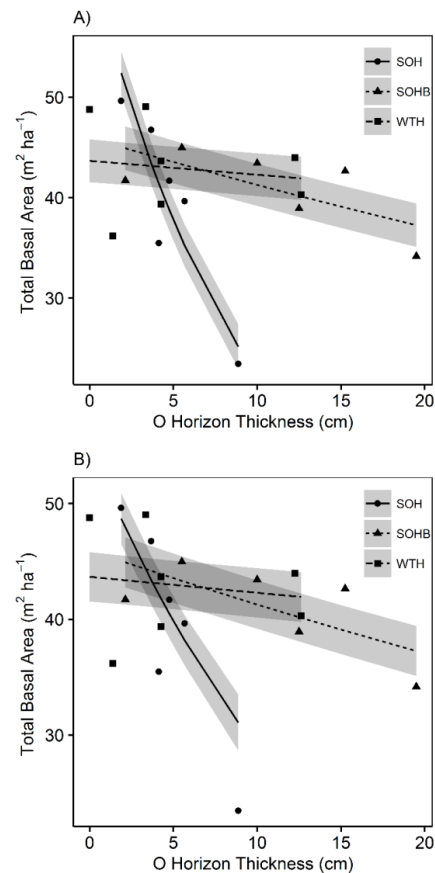 A)
Total Basal Area (m² ha⁻¹)
50
40
30
SOH
SOHB
WTH
0 5 10 15 20
O Horizon Thickness (cm)
B)
Total Basal Area (m² ha⁻¹)
50
40
30
SOH
SOHB
WTH
0 5 10 15 20
O Horizon Thickness (cm)